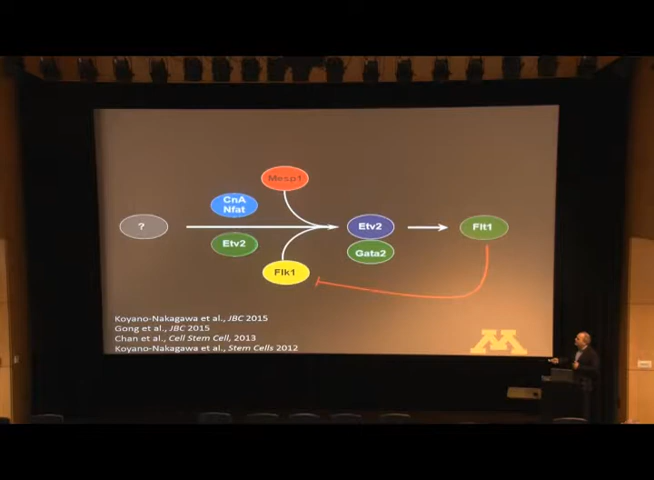 Mesp1
CnA
Nfat
?
Etv2
Flt1
Etv2
Gata2
Flk1
Koyano-Nakagawa et al., JBC 2015
Gong et al., JBC 2015
Chan et al., Cell Stem Cell, 2013
Koyano-Nakagawa et al., Stem Cells 2012
M